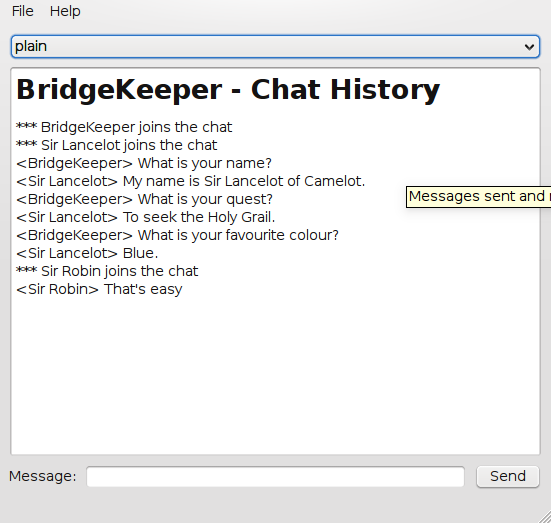 File Help
plain
BridgeKeeper - Chat History
*** BridgeKeeper joins the chat
*** Sir Lancelot joins the chat
<BridgeKeeper> What is your name?
<Sir Lancelot> My name is Sir Lancelot of Camelot.
Messages sent and
<BridgeKeeper> What is your quest?
<Sir Lancelot> To seek the Holy Grail.
<BridgeKeeper> What is your favourite colour?
<Sir Lancelot> Blue.
*** Sir Robin joins the chat
<Sir Robin> That's easy
Message: Send